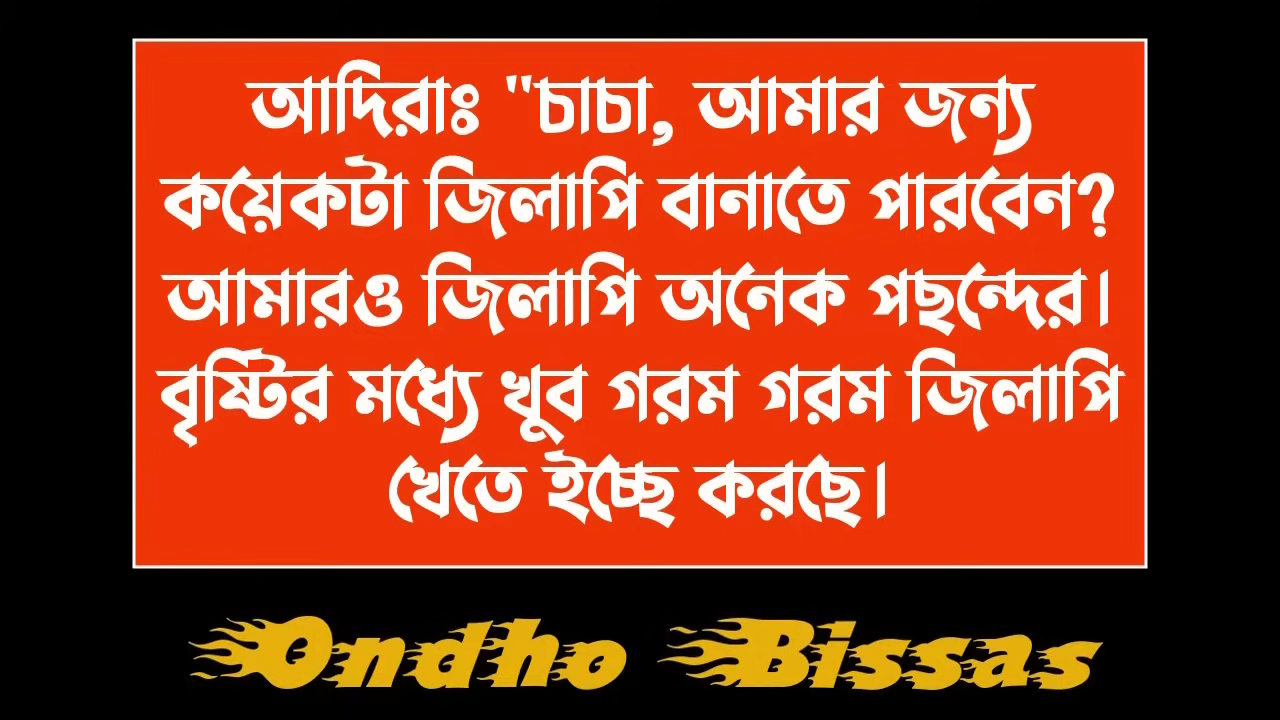 আদিরাঃ "চাচা, আমার জন্য
কয়েকটা জিলাপি বানাতে পারবেন?
আমারও জিলাপি অনেক পছন্দের।
বৃষ্টির মধ্যে খুব গরম গরম জিলাপি
খেতে ইচ্ছে করছে।
Ondho Bissas